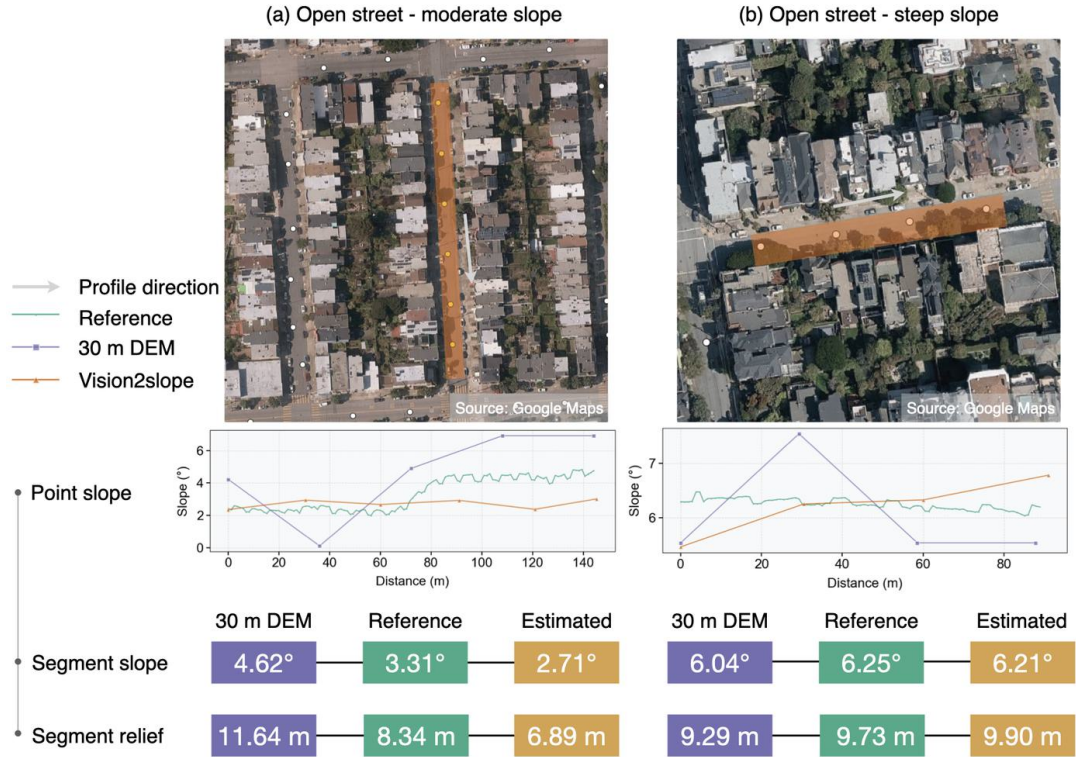 (a) Open street - moderate slope
(b) Open street - steep slope
Profile direction
Reference
30 m DEM
Vision2slope
Source: Google Maps
Source: Google Maps
Point slope
Slope (°)
6
4
2
0
0 20 40 60 80 100 120 140
Distance (m)
7
6
0 20 40 60 80
Distance (m)
30 m DEM Reference Estimated
30 m DEM Reference Estimated
Segment slope
4.62° 3.31° 2.71°
6.04° 6.25° 6.21°
Segment relief
11.64 m 8.34 m 6.89 m
9.29 m 9.73 m 9.90 m